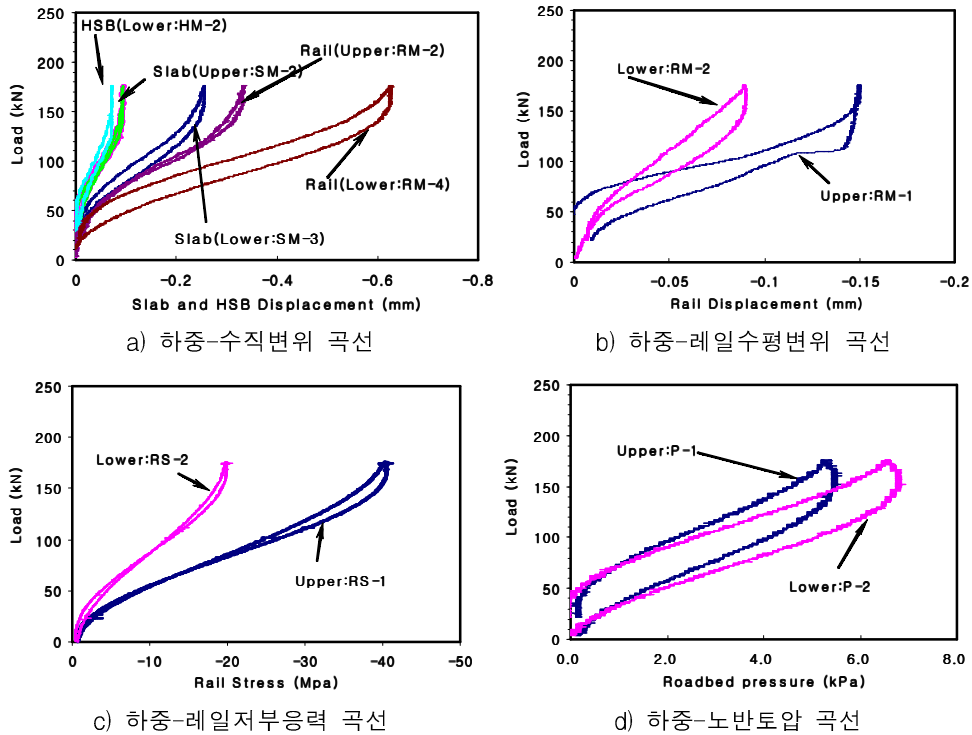 250
200
150
100
50
0
Load (kN)
HSB(Lower:HM-2)
Slab(Upper:SM-2)
Rail(Upper:RM-2)
Rail(Lower:RM-4)
Slab(Lower:SM-3)
0 -0.2 -0.4 -0.6 -0.8
Slab and HSB Displacement (mm)
a) 하중-수직변위 곡선
250
200
150
100
50
0
Load (kN)
Lower:RM-2
Upper:RM-1
0 -0.05 -0.1 -0.15 -0.2
Rail Displacement (mm)
b) 하중-레일수평변위 곡선
250
200
150
100
50
0
Load (kN)
Lower:RS-2
Upper:RS-1
0 -10 -20 -30 -40 -50
Rail Stress (Mpa)
c) 하중-레일저부응력 곡선
250
200
150
100
50
0
Load (kN)
Upper:P-1
Lower:P-2
0.0 2.0 4.0 6.0 8.0
Roadbed pressure (kPa)
d) 하중-노반토압 곡선